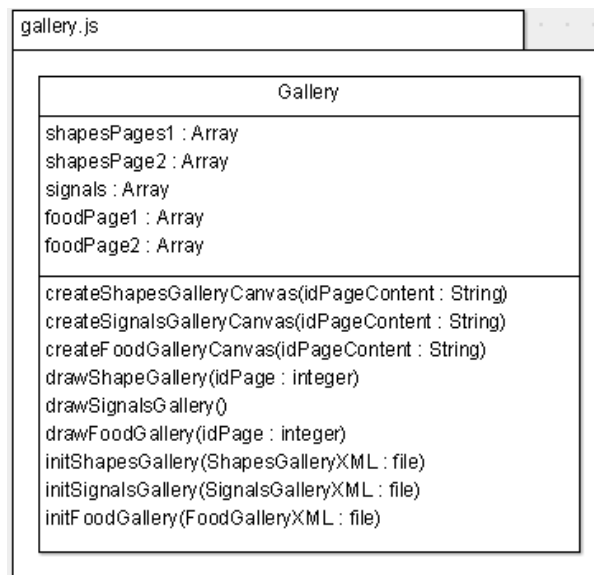 gallery.js
Gallery
shapesPages1 : Array
shapesPage2 : Array
signals : Array
foodPage1 : Array
foodPage2 : Array
createShapesGalleryCanvas(idPageContent : String)
createSignalsGalleryCanvas(idPageContent : String)
createFoodGalleryCanvas(idPageContent : String)
drawShapeGallery(idPage : integer)
drawSignalsGallery()
drawFoodGallery(idPage : integer)
initShapesGallery(ShapesGalleryXML : file)
initSignalsGallery(SignalsGalleryXML : file)
initFoodGallery(FoodGalleryXML : file)